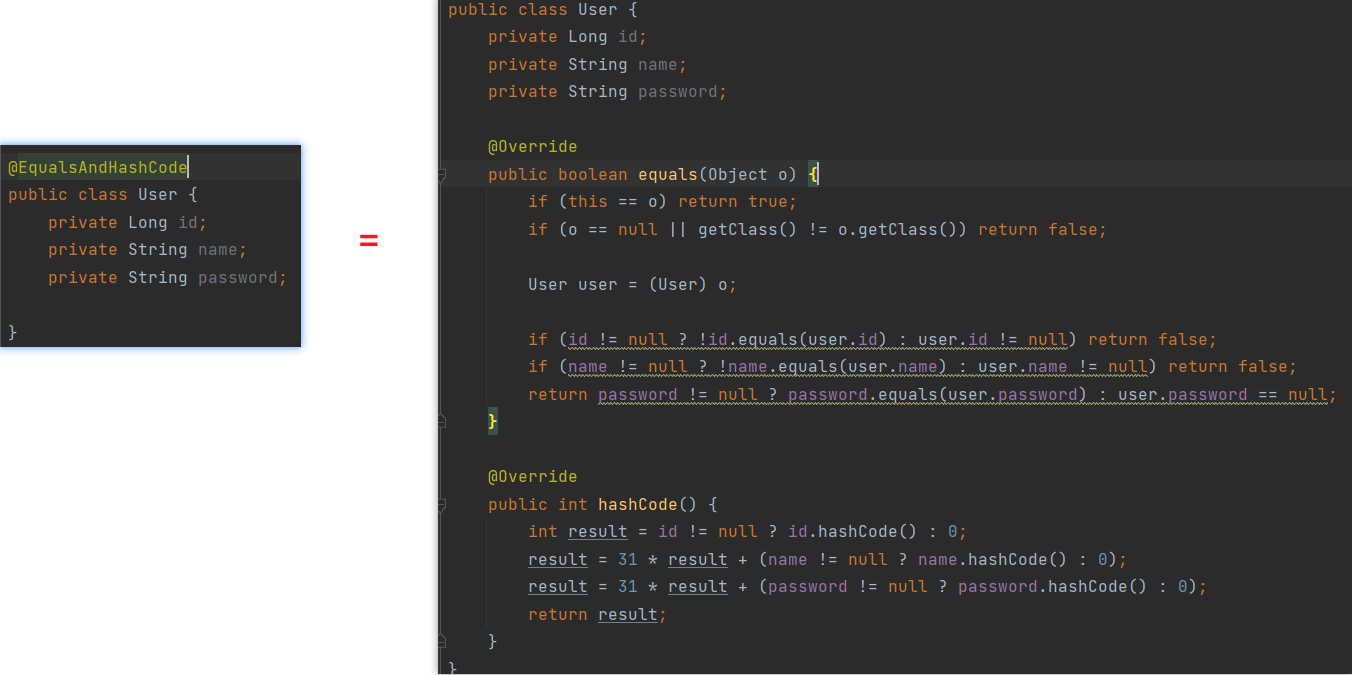 @EqualsAndHashCode
public class User {
    private Long id;
    private String name;
    private String password;

}
=
public class User {
    private Long id;
    private String name;
    private String password;

    @Override
    public boolean equals(Object o) {
        if (this == o) return true;
        if (o == null || getClass() != o.getClass()) return false;

        User user = (User) o;

        if (id != null ? !id.equals(user.id) : user.id != null) return false;
        if (name != null ? !name.equals(user.name) : user.name != null) return false;
        return password != null ? password.equals(user.password) : user.password == null;
    }

    @Override
    public int hashCode() {
        int result = id != null ? id.hashCode() : 0;
        result = 31 * result + (name != null ? name.hashCode() : 0);
        result = 31 * result + (password != null ? password.hashCode() : 0);
        return result;
    }
}